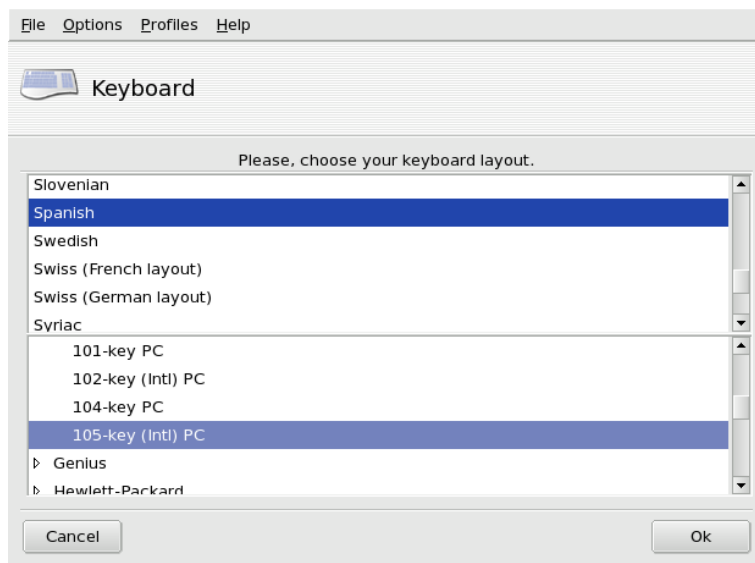 File Options Profiles Help
Keyboard
Please, choose your keyboard layout.
Slovenian
Spanish
Swedish
Swiss (French layout)
Swiss (German layout)
Syriac
101-key PC
102-key (Intl) PC
104-key PC
105-key (Intl) PC
Genius
Hewlett-Packard
Cancel Ok